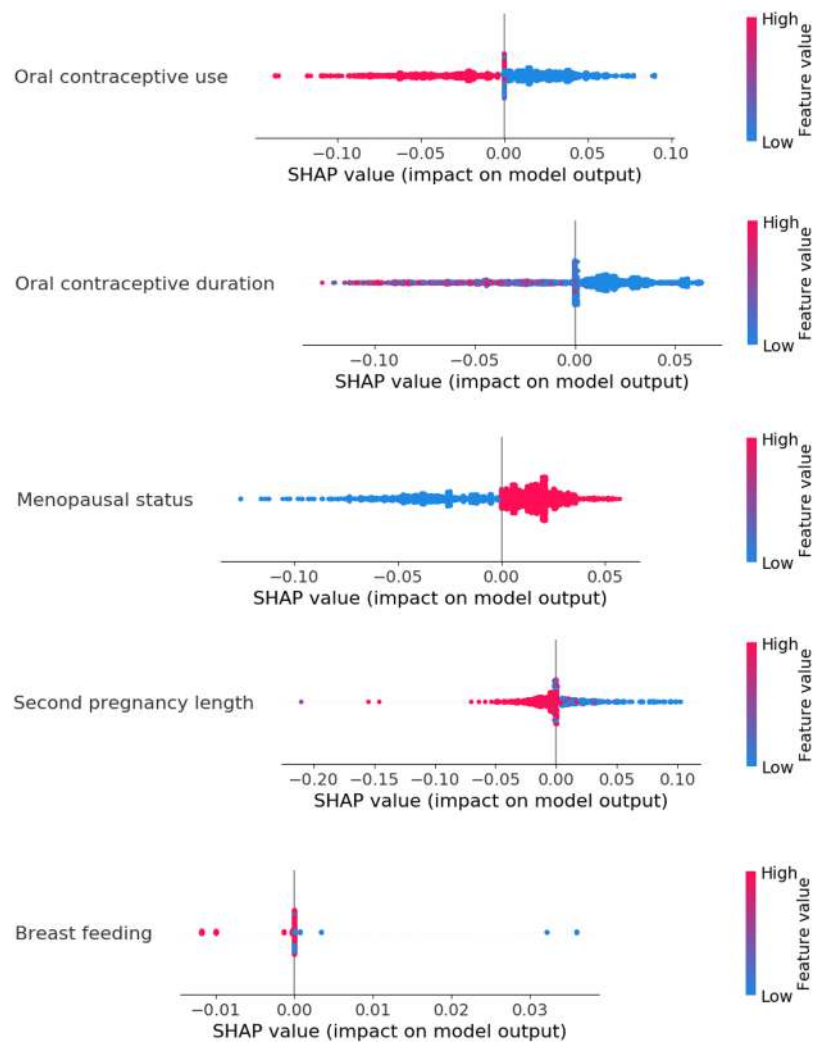 High
Oral contraceptive use
Feature value
Low
−0.10 −0.05 0.00 0.05 0.10
SHAP value (impact on model output)
High
Oral contraceptive duration
Feature value
Low
−0.10 −0.05 0.00 0.05
SHAP value (impact on model output)
High
Menopausal status
Feature value
Low
−0.10 −0.05 0.00 0.05
SHAP value (impact on model output)
High
Second pregnancy length
Feature value
Low
−0.20 −0.15 −0.10 −0.05 0.00 0.05 0.10
SHAP value (impact on model output)
High
Breast feeding
Feature value
Low
−0.01 0.00 0.01 0.02 0.03
SHAP value (impact on model output)